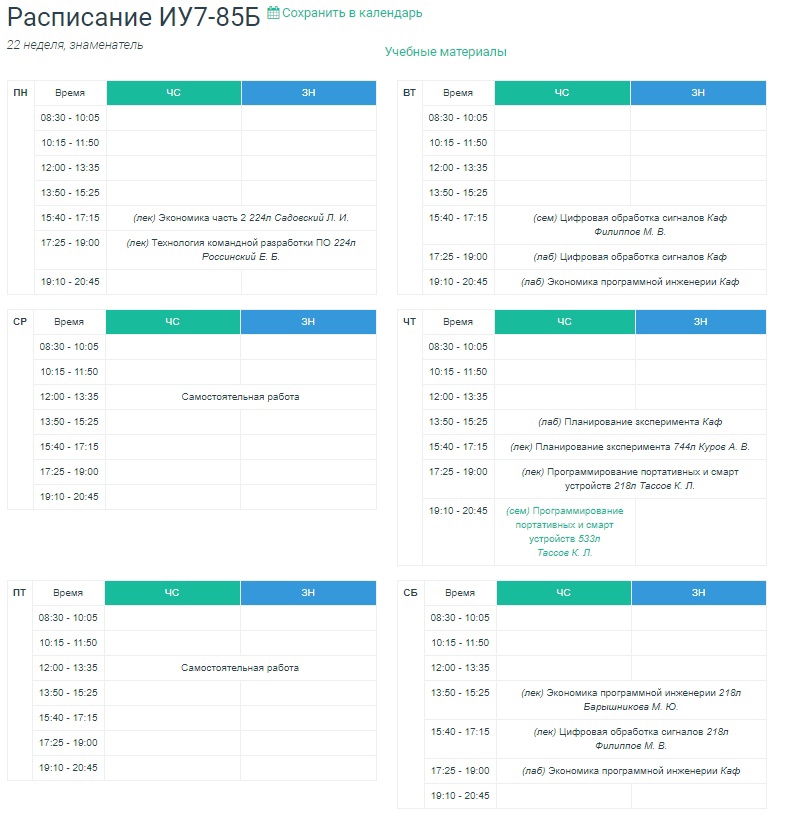 Расписание ИУ7-85Б Сохранить в календарь
22 неделя, знаменатель
Учебные материалы
ПН Время ЧС ЗН
08:30 - 10:05
10:15 - 11:50
12:00 - 13:35
13:50 - 15:25
15:40 - 17:15 (лек) Экономика часть 2 224л Садовский Л. И.
17:25 - 19:00 (лек) Технология командной разработки ПО 224л
Россинский Е. Б.
19:10 - 20:45
ВТ Время ЧС ЗН
08:30 - 10:05
10:15 - 11:50
12:00 - 13:35
13:50 - 15:25
15:40 - 17:15 (сем) Цифровая обработка сигналов Каф
Филиппов М. В.
17:25 - 19:00 (лаб) Цифровая обработка сигналов Каф
19:10 - 20:45 (лаб) Экономика программной инженерии Каф
СР Время ЧС ЗН
08:30 - 10:05
10:15 - 11:50
12:00 - 13:35 Самостоятельная работа
13:50 - 15:25
15:40 - 17:15
17:25 - 19:00
19:10 - 20:45
ЧТ Время ЧС ЗН
08:30 - 10:05
10:15 - 11:50
12:00 - 13:35
13:50 - 15:25 (лаб) Планирование эксперимента Каф
15:40 - 17:15 (лек) Планирование эксперимента 744л Куров А. В.
17:25 - 19:00 (лек) Программирование портативных и смарт
устройств 218л Тассов К. Л.
19:10 - 20:45 (сем) Программирование
портативных и смарт
устройств 533л
Тассов К. Л.
ПТ Время ЧС ЗН
08:30 - 10:05
10:15 - 11:50
12:00 - 13:35 Самостоятельная работа
13:50 - 15:25
15:40 - 17:15
17:25 - 19:00
19:10 - 20:45
СБ Время ЧС ЗН
08:30 - 10:05
10:15 - 11:50
12:00 - 13:35
13:50 - 15:25 (лек) Экономика программной инженерии 218л
Барышникова М. Ю.
15:40 - 17:15 (лек) Цифровая обработка сигналов 218л
Филиппов М. В.
17:25 - 19:00 (лаб) Экономика программной инженерии Каф
19:10 - 20:45